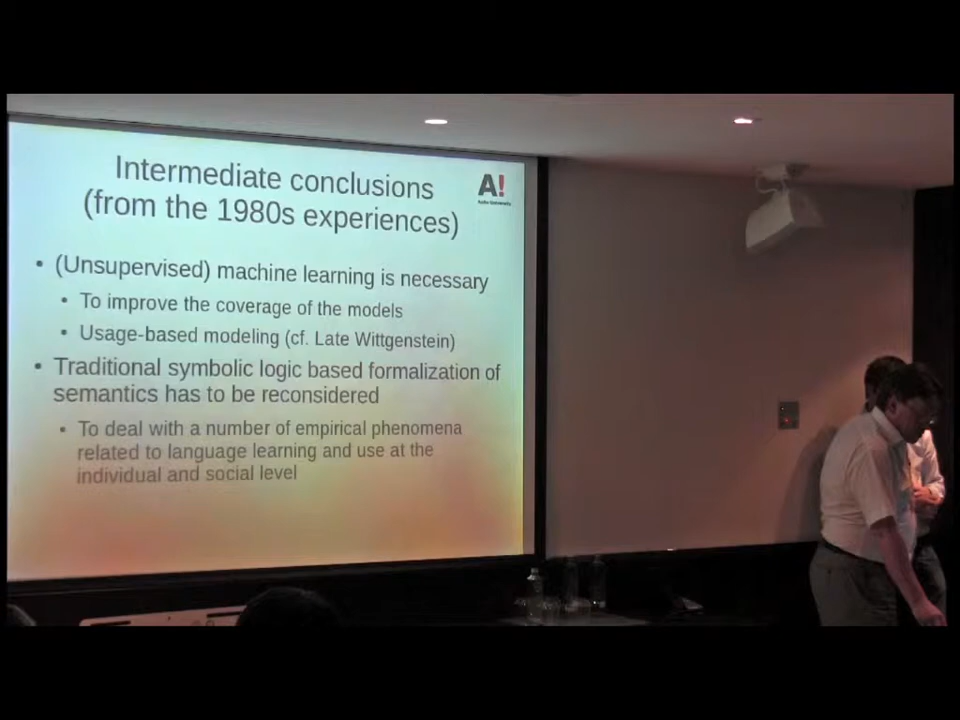 Intermediate conclusions
(from the 1980s experiences)
A!
Aalto University
• (Unsupervised) machine learning is necessary
• To improve the coverage of the models
• Usage-based modeling (cf. Late Wittgenstein)
• Traditional symbolic logic based formalization of
semantics has to be reconsidered
• To deal with a number of empirical phenomena
related to language learning and use at the
individual and social level